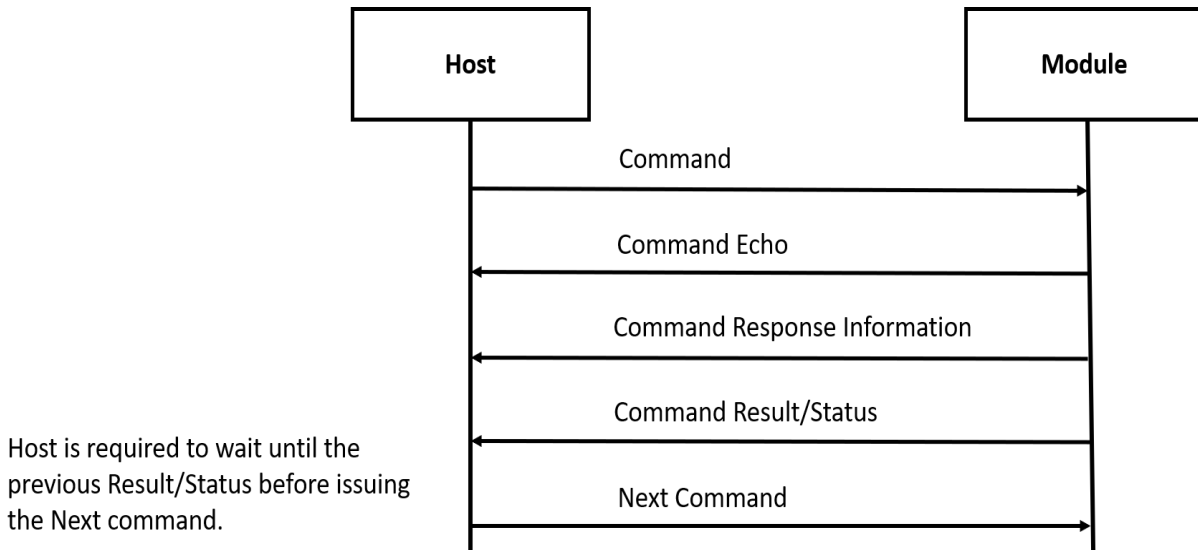 Host
Module
Command
Command Echo
Command Response Information
Command Result/Status
Host is required to wait until the
previous Result/Status before issuing
the Next command.
Next Command